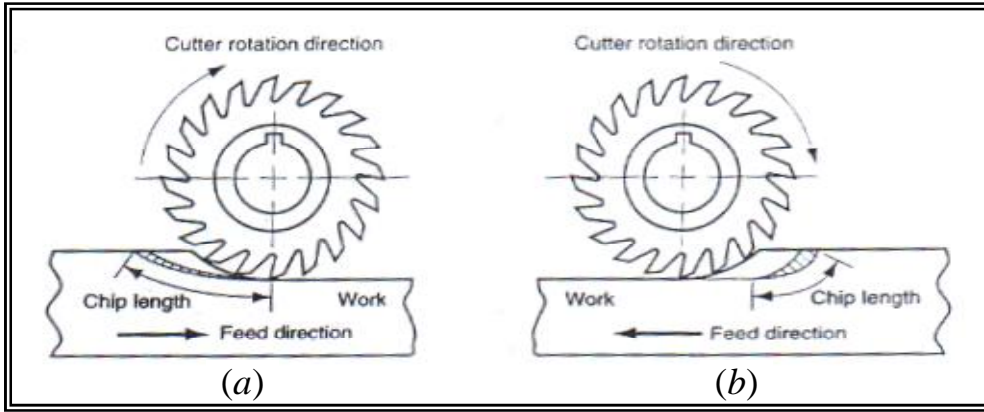 Cutter rotation direction
Chip length
Work
Feed direction
(a)
Cutter rotation direction
Work
Chip length
Feed direction
(b)